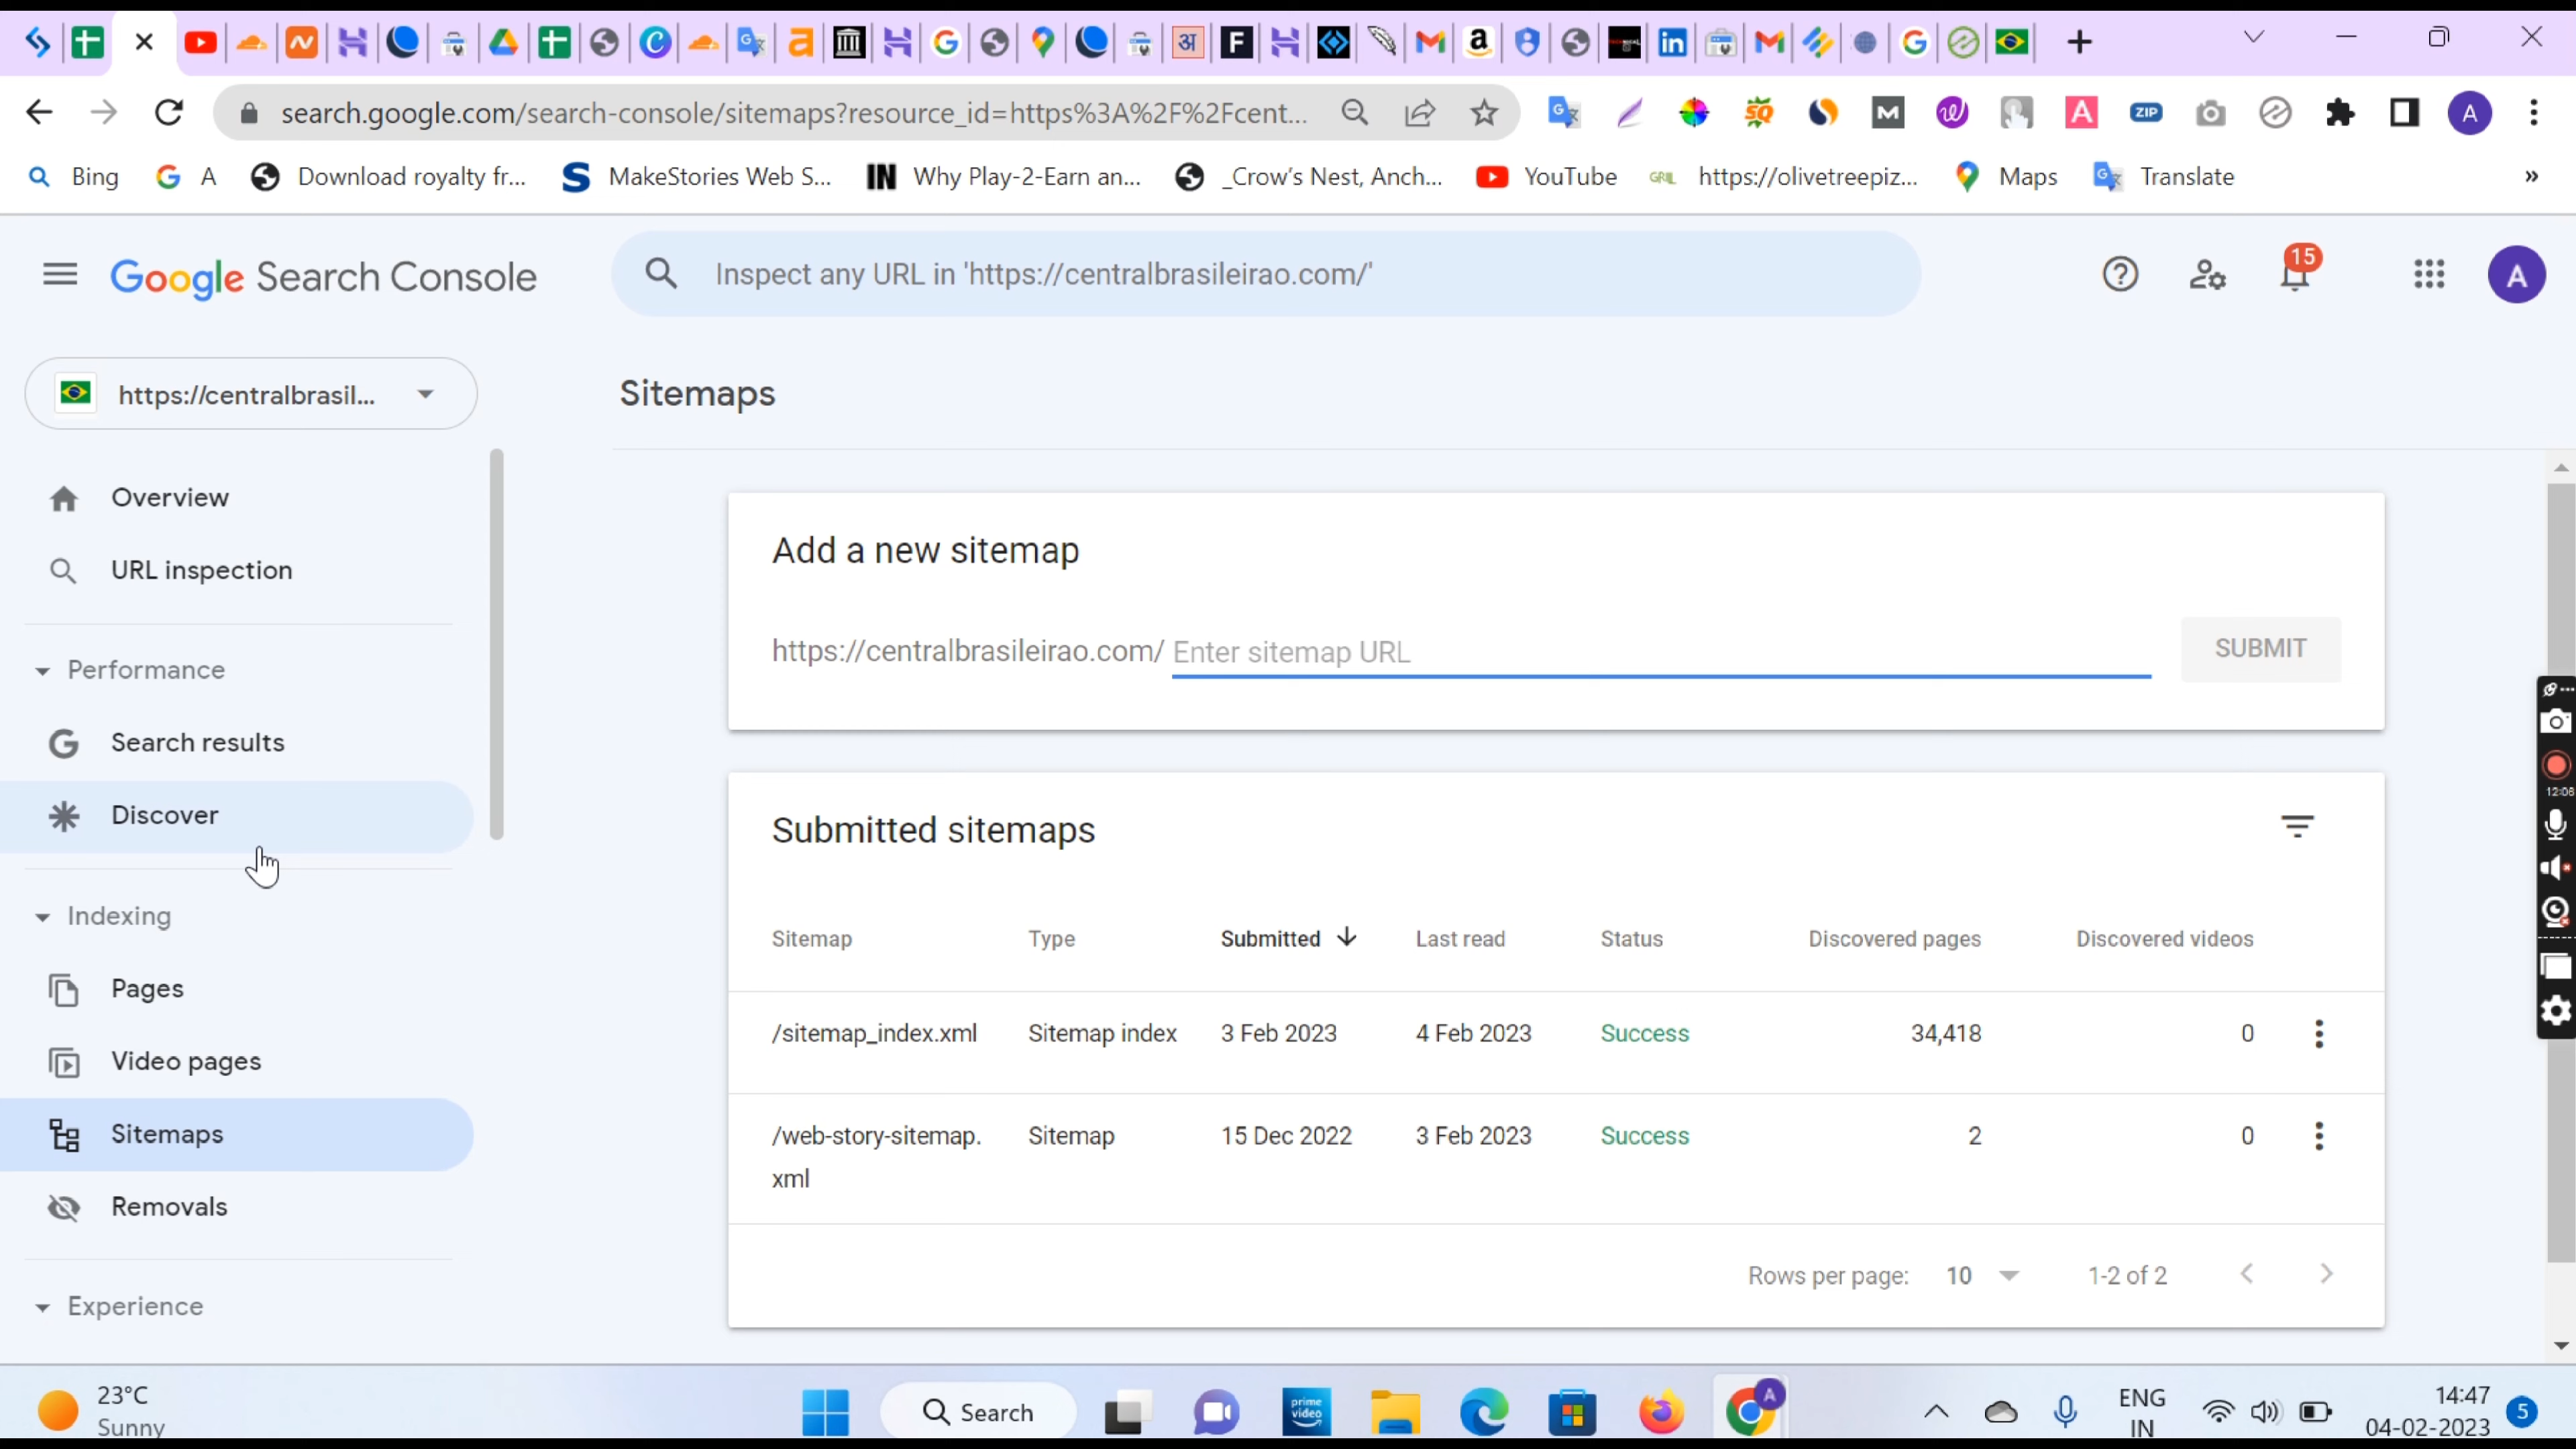 search.google.com/search-console/sitemaps?resource_id=https%3A%2F%2Fcent...
Bing
A
Download royalty fr...
MakeStories Web S...
Why Play-2-Earn an...
_Crow's Nest, Anch...
YouTube
https://olivetreepiz...
Maps
Translate
»
Google Search Console
Inspect any URL in 'https://centralbrasileirao.com/'
15
A
https://centralbrasil...
Sitemaps
Overview
URL inspection
Performance
Search results
Discover
Indexing
Pages
Video pages
Sitemaps
Removals
Experience
Add a new sitemap
https://centralbrasileirao.com/ Enter sitemap URL
SUBMIT
Submitted sitemaps
Sitemap Type Submitted Last read Status Discovered pages Discovered videos
/sitemap_index.xml Sitemap index 3 Feb 2023 4 Feb 2023 Success 34,418 0
/web-story-sitemap. Sitemap 15 Dec 2022 3 Feb 2023 Success 2 0
xml
Rows per page: 10 1-2 of 2
12:08
23°C
Sunny
Search
prime
video
A
ENG
IN
14:47
04-02-2023
5